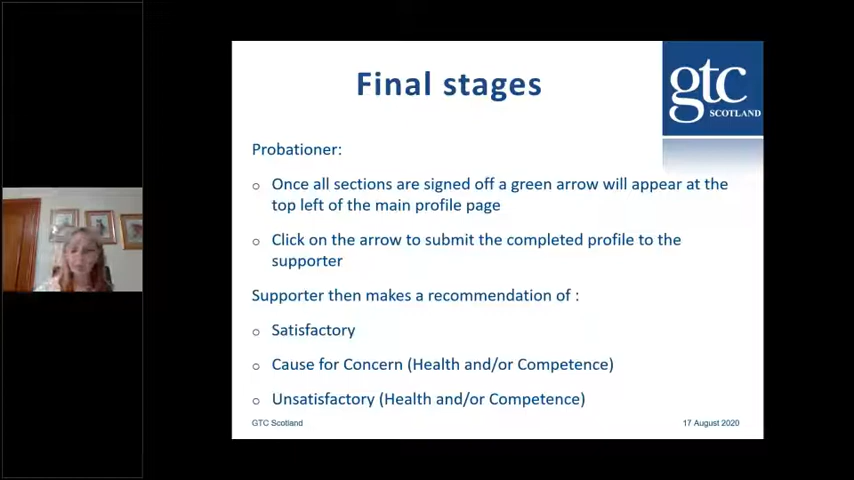 Final stages
gtc
SCOTLAND
Probationer:
○ Once all sections are signed off a green arrow will appear at the
top left of the main profile page
○ Click on the arrow to submit the completed profile to the
supporter
Supporter then makes a recommendation of :
○ Satisfactory
○ Cause for Concern (Health and/or Competence)
○ Unsatisfactory (Health and/or Competence)
GTC Scotland
17 August 2020